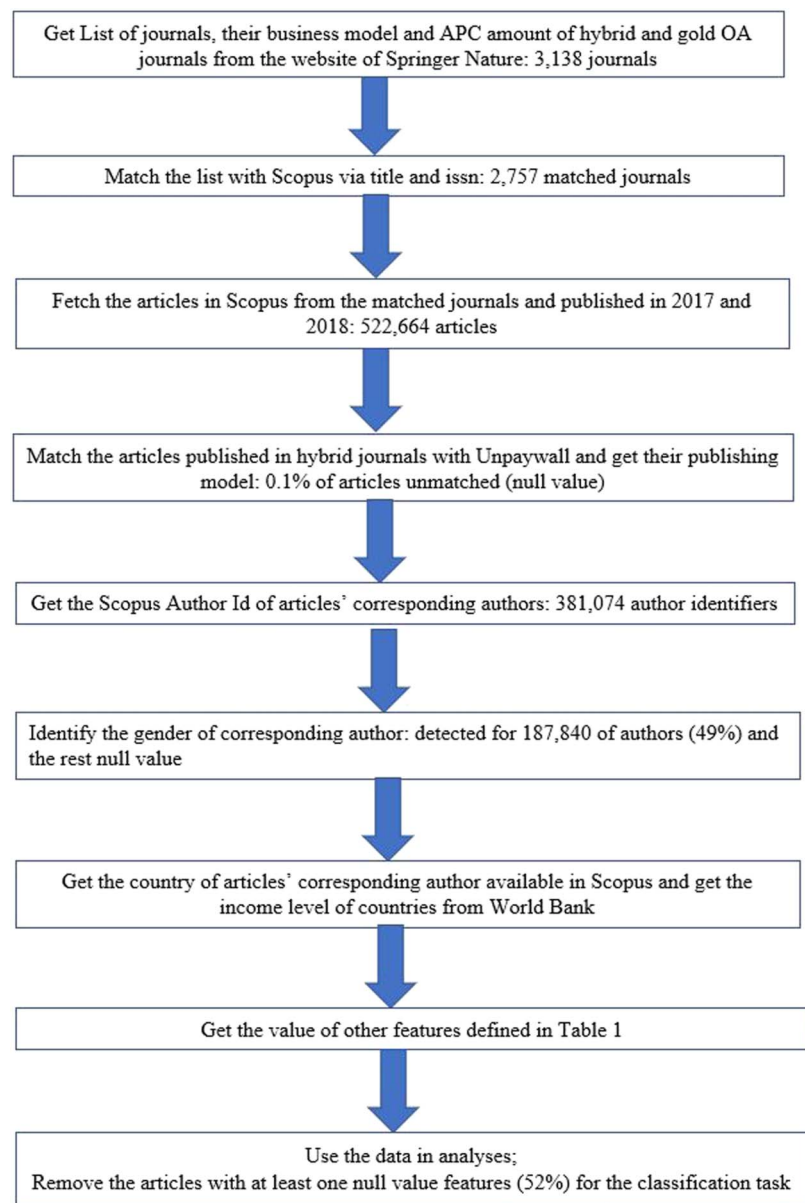 Get List of journals, their business model and APC amount of hybrid and gold OA
journals from the website of Springer Nature: 3,138 journals
Match the list with Scopus via title and issn: 2,757 matched journals
Fetch the articles in Scopus from the matched journals and published in 2017 and
2018: 522,664 articles
Match the articles published in hybrid journals with Unpaywall and get their publishing
model: 0.1% of articles unmatched (null value)
Get the Scopus Author Id of articles’ corresponding authors: 381,074 author identifiers
Identify the gender of corresponding author: detected for 187,840 of authors (49%) and
the rest null value
Get the country of articles’ corresponding author available in Scopus and get the
income level of countries from World Bank
Get the value of other features defined in Table 1
Use the data in analyses;
Remove the articles with at least one null value features (52%) for the classification task